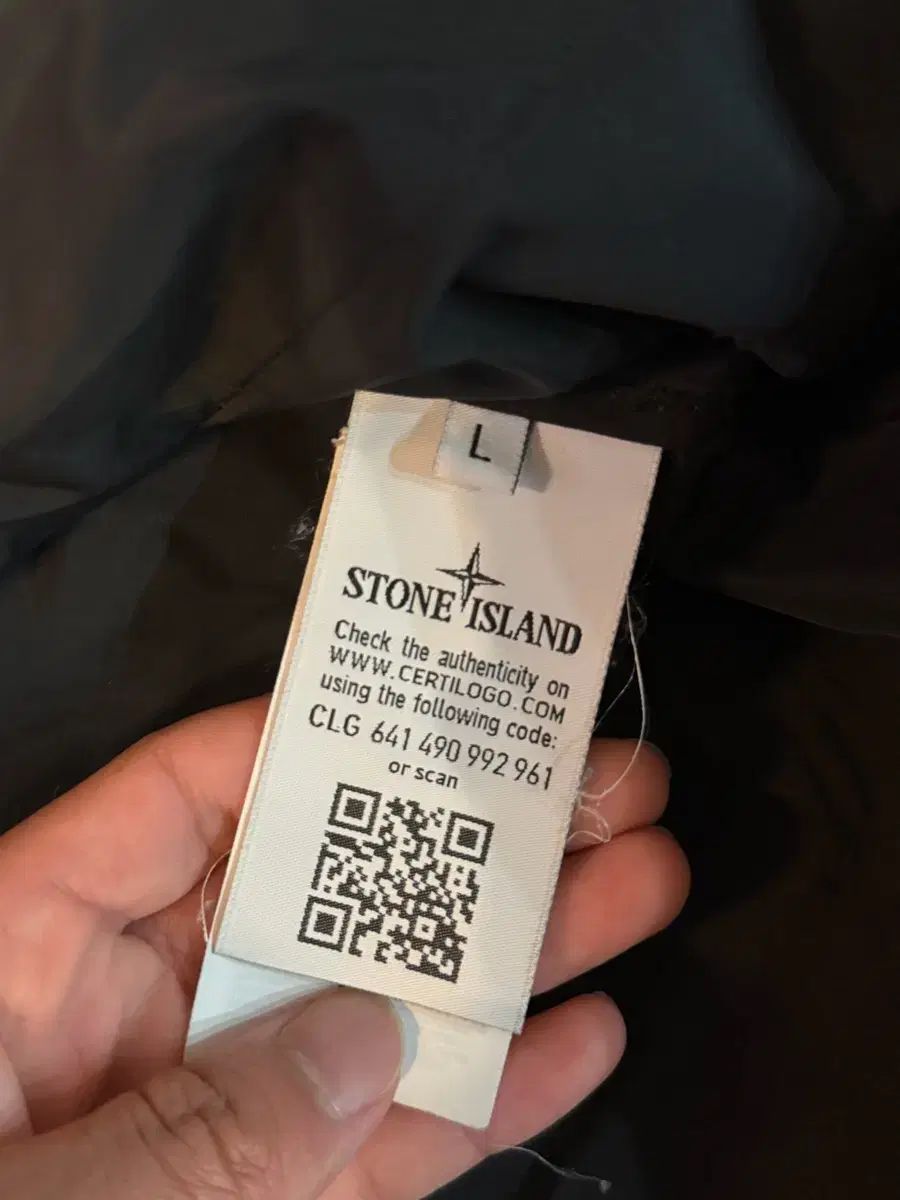 L
STONE ISLAND
Check the authenticity on
WWW.CERTILOGO.COM
using the following code:
CLG 641 490 992 961
or scan